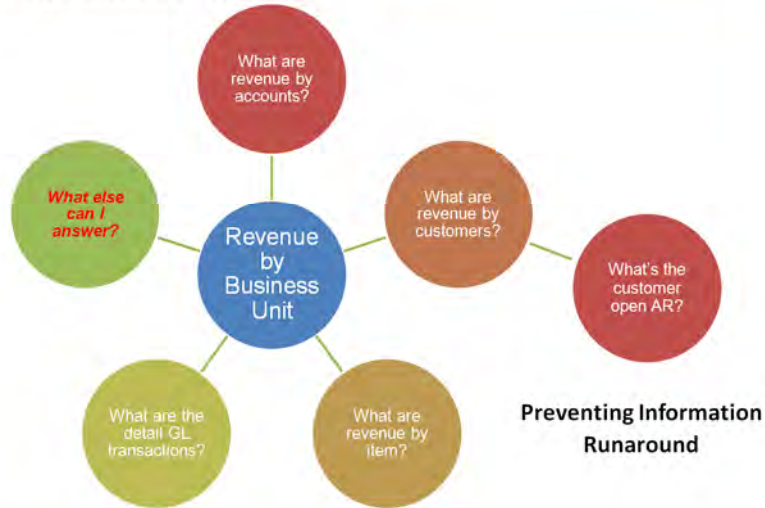 What are
revenue by
accounts?
What else
can I
answer?
What are
revenue by
customers?
Revenue
by
Business
Unit
What's the
customer
open AR?
What are the
detail GL
transactions?
What are
revenue by
item?
Preventing Information
Runaround